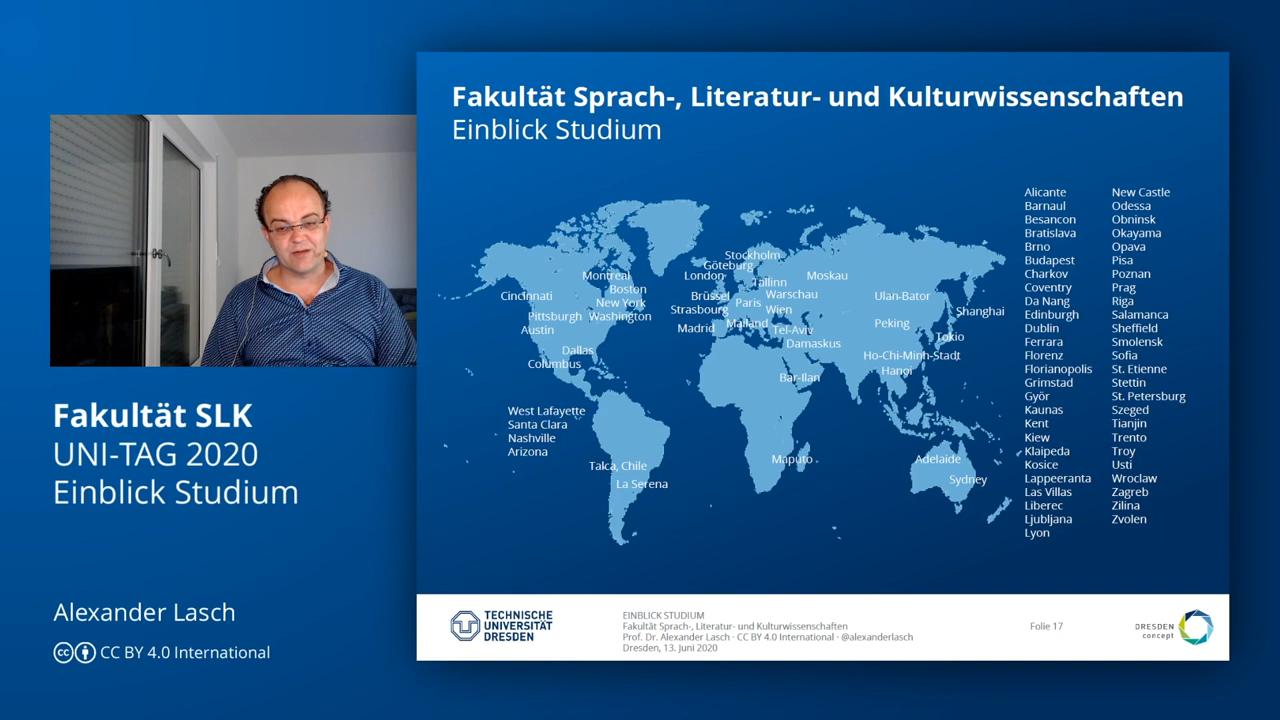 Fakultät Sprach-, Literatur- und Kulturwissenschaften
Einblick Studium
Stockholm
Göteborg
Montreal
London
Tallinn
Moskau
Boston
Cincinnati
New York
Brüssel
Paris
Warschau
Ulan-Bator
Pittsburgh
Washington
Strasbourg
Wien
Shanghai
Austin
Madrid
Mailand
Tel-Aviv
Peking
Damaskus
Tokio
Dallas
Columbus
Ho-Chi-Minh-Stadt
Hanoi
Bar-Ilan
West Lafayette
Santa Clara
Nashville
Arizona
Talca, Chile
La Serena
Maputo
Adelaide
Sydney
Alicante
Barnaul
Besancon
Bratislava
Brno
Budapest
Charkov
Coventry
Da Nang
Edinburgh
Dublin
Ferrara
Florenz
Florianopolis
Grimstad
Györ
Kaunas
Kent
Kiew
Klaipeda
Kosice
Lappeeranta
Las Villas
Liberec
Ljubljana
Lyon
New Castle
Odessa
Obninsk
Okayama
Opava
Pisa
Poznan
Prag
Riga
Salamanca
Sheffield
Smolensk
Sofia
St. Etienne
Stettin
St. Petersburg
Szeged
Tianjin
Trento
Troy
Usti
Wroclaw
Zagreb
Zilina
Zvolen
Fakultät SLK
UNI-TAG 2020
Einblick Studium
Alexander Lasch
CC BY 4.0 International
TECHNISCHE
UNIVERSITÄT
DRESDEN
EINBLICK STUDIUM
Fakultät Sprach-, Literatur- und Kulturwissenschaften
Prof. Dr. Alexander Lasch · CC BY 4.0 International · @alexanderlasch
Dresden, 13. Juni 2020
Folie 17
DRESDEN
concept